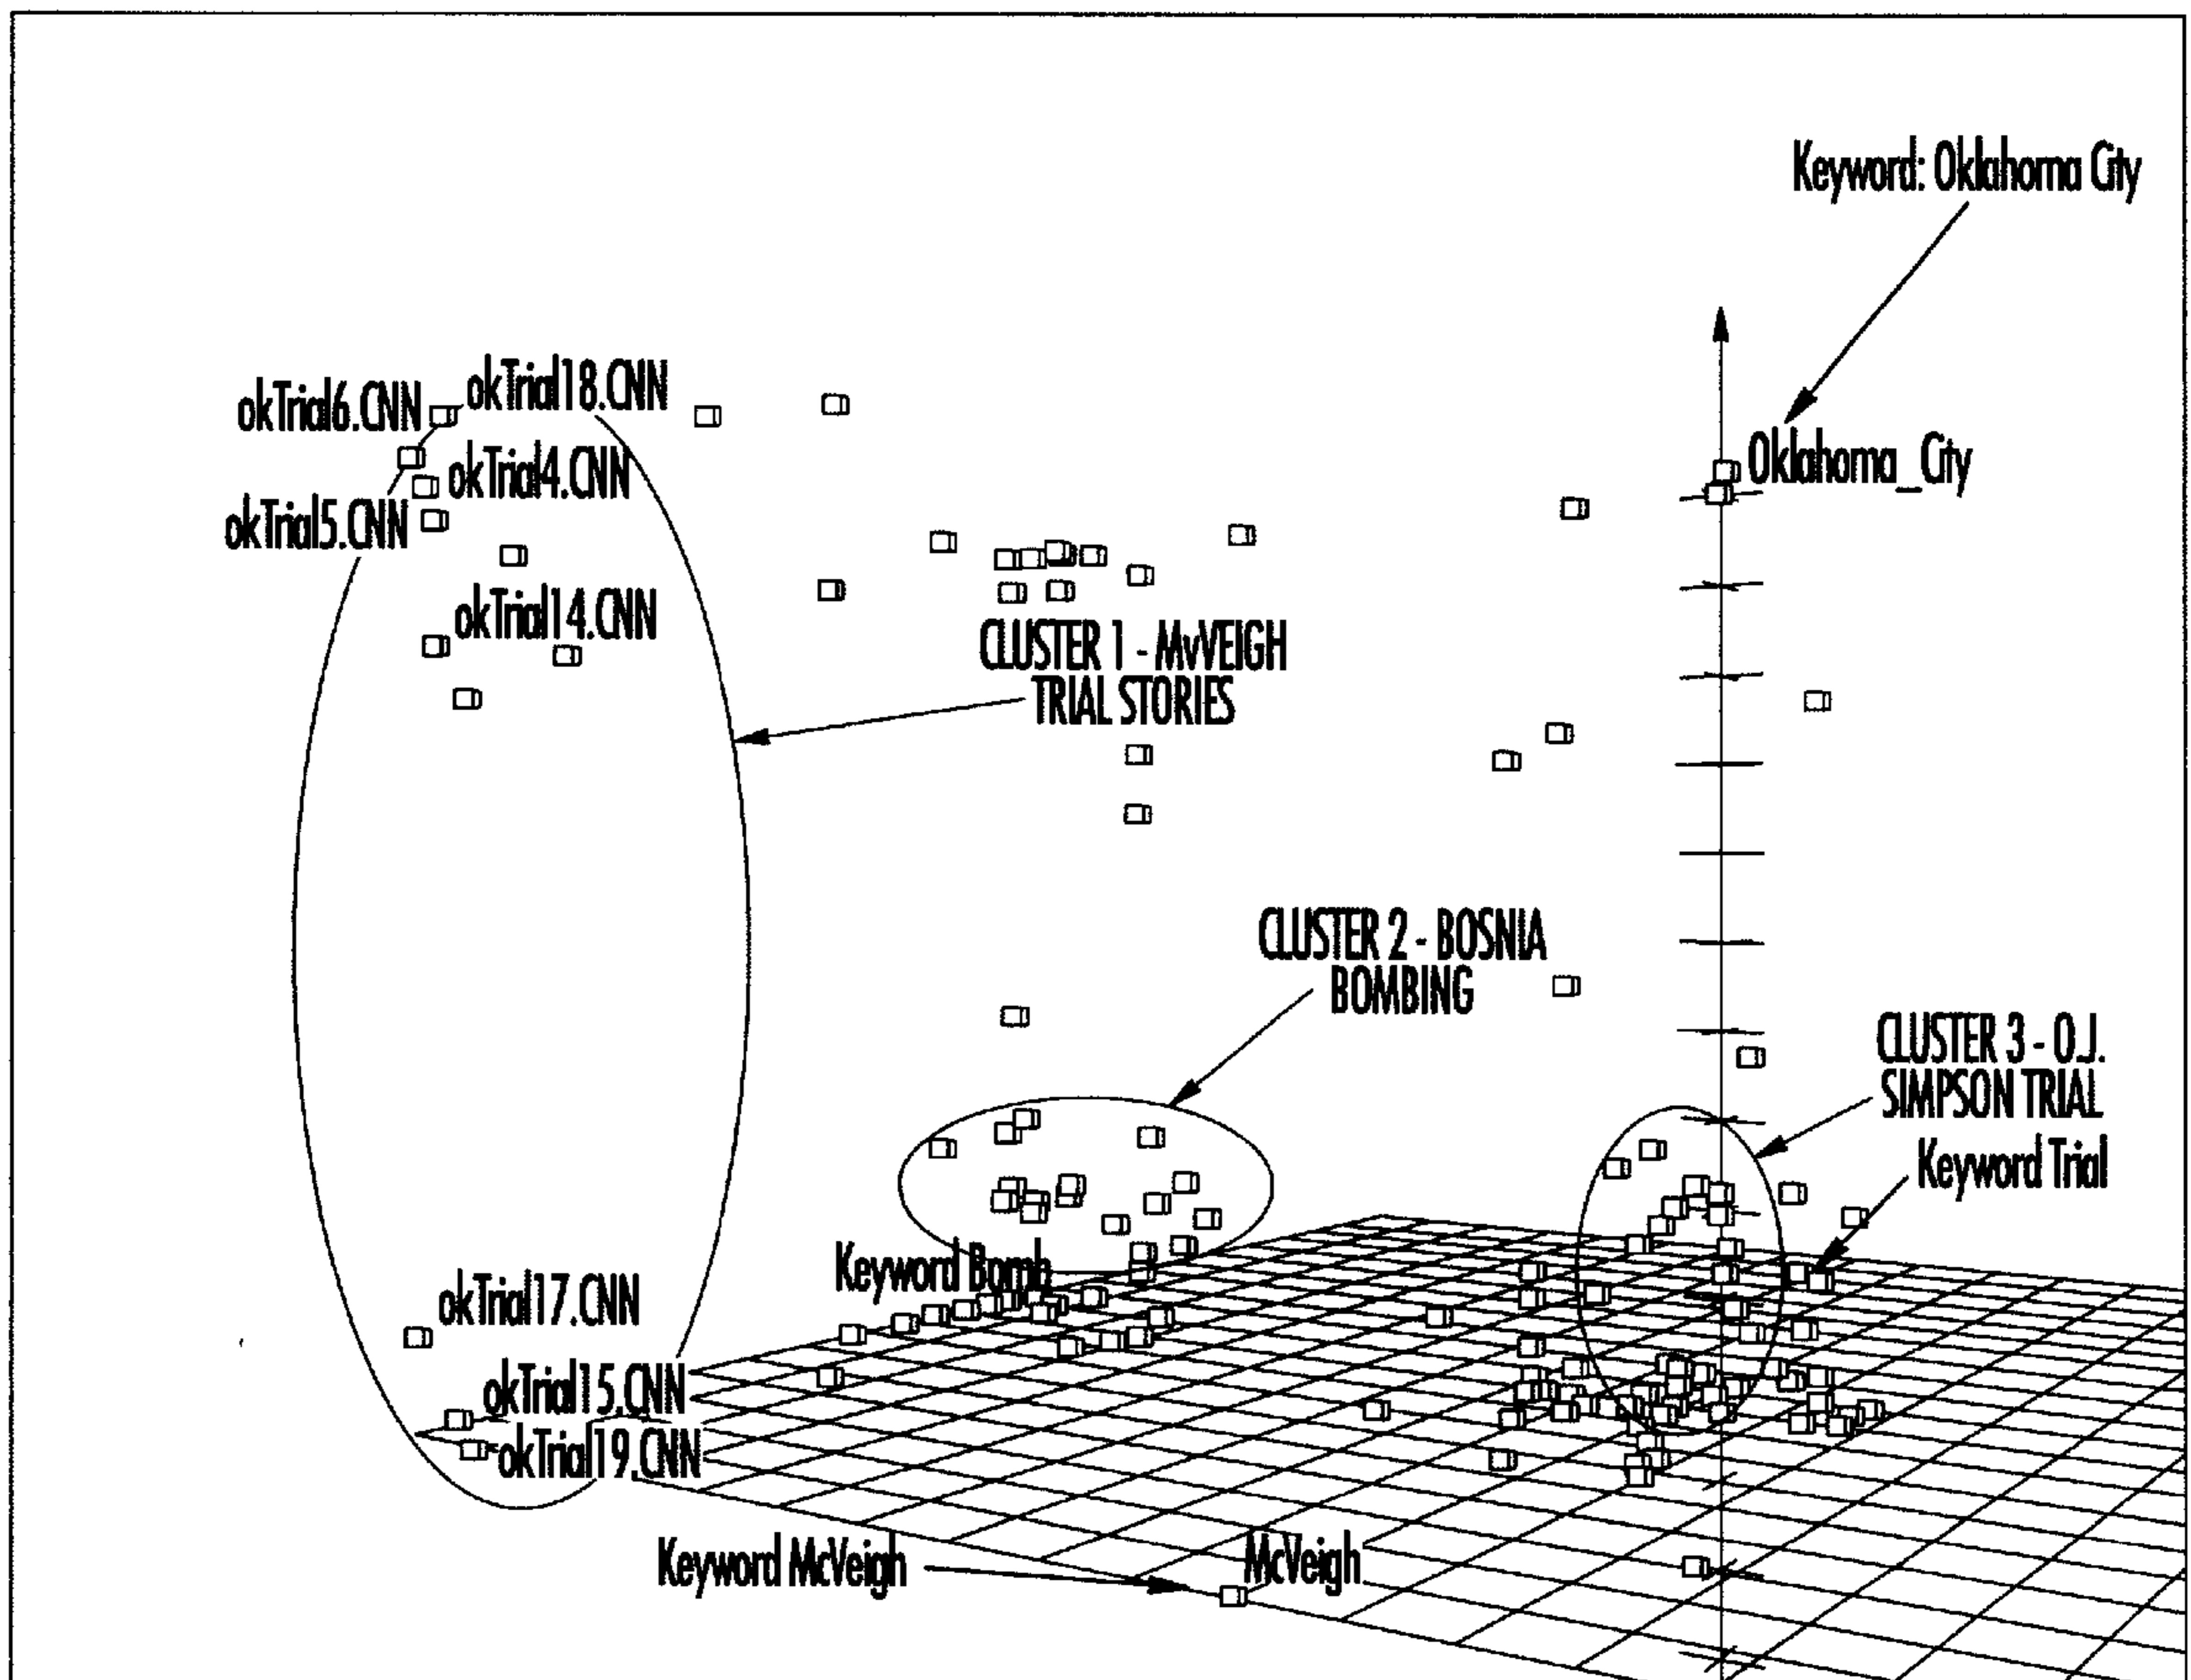 Keyword: Oklahoma City
okTrial6.CNN
okTrial18.CNN
okTrial4.CNN
Oklahoma_City
okTrial5.CNN
okTrial14.CNN
CLUSTER 1 - MvVEIGH
TRIAL STORIES
CLUSTER 2 - BOSNIA
BOMBING
CLUSTER 3 - O.J.
SIMPSON TRIAL
Keyword Trial
Keyword Bomb
okTrial17.CNN
okTrial15.CNN
okTrial19.CNN
Keyword McVeigh
McVeigh